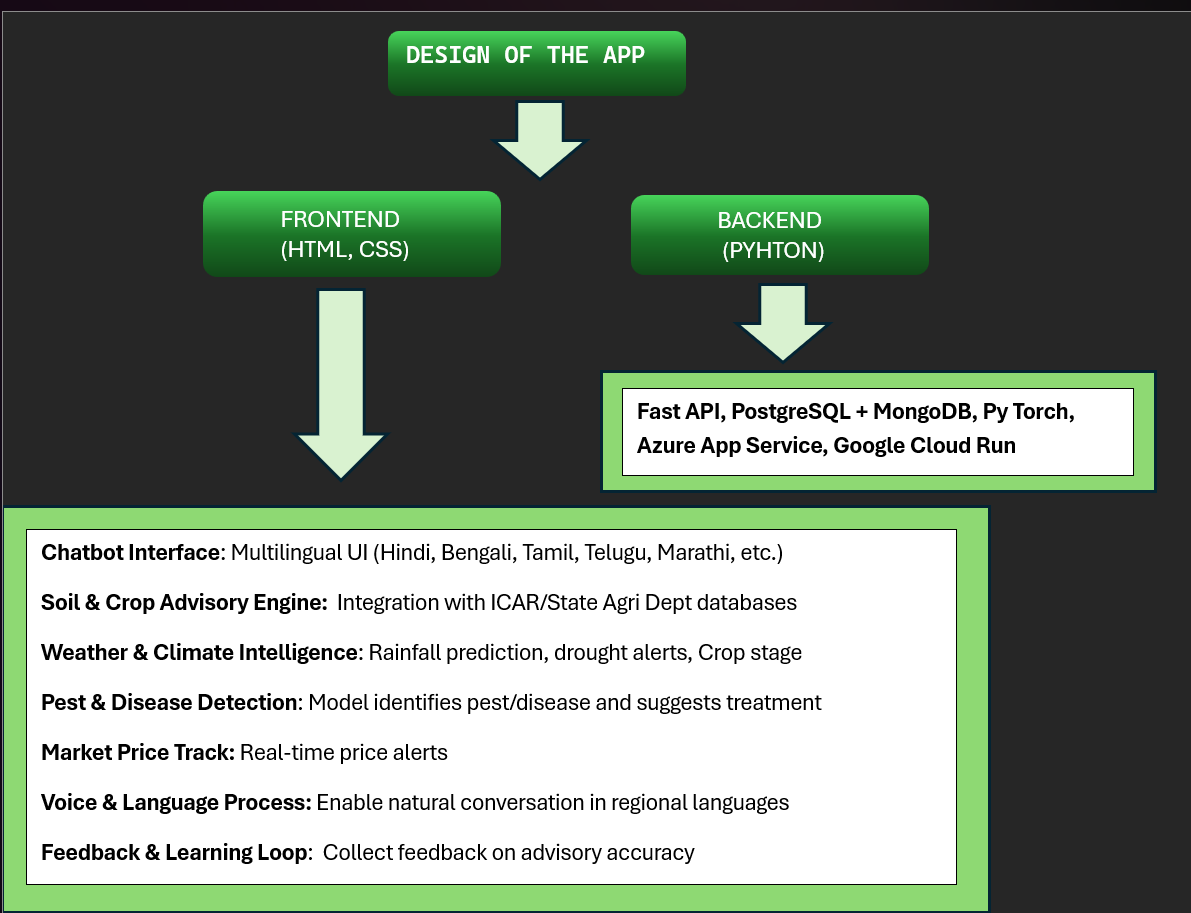 DESIGN OF THE APP
FRONTEND
(HTML, CSS)
BACKEND
(PYHTON)
Fast API, PostgreSQL + MongoDB, Py Torch,
Azure App Service, Google Cloud Run
Chatbot Interface: Multilingual UI (Hindi, Bengali, Tamil, Telugu, Marathi, etc.)
Soil & Crop Advisory Engine:  Integration with ICAR/State Agri Dept databases
Weather & Climate Intelligence: Rainfall prediction, drought alerts, Crop stage
Pest & Disease Detection: Model identifies pest/disease and suggests treatment
Market Price Track: Real-time price alerts
Voice & Language Process: Enable natural conversation in regional languages
Feedback & Learning Loop:  Collect feedback on advisory accuracy